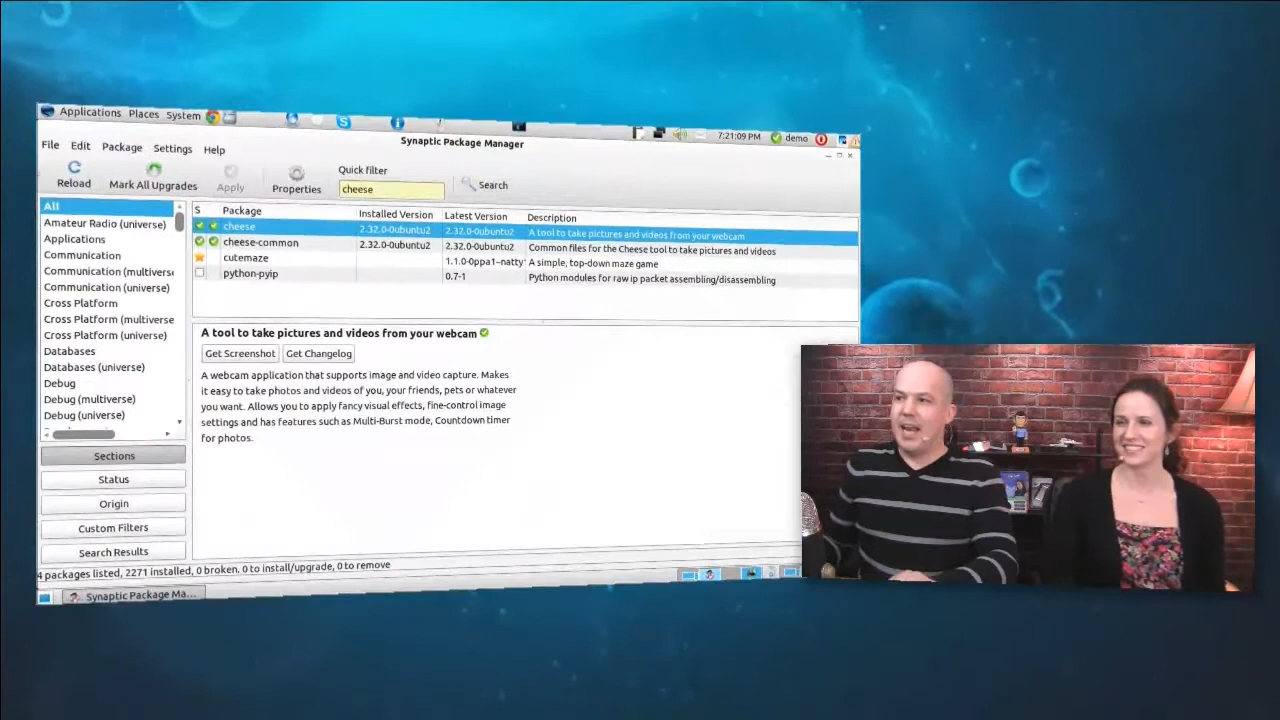 Applications Places System
7:21:09 PM demo
Synaptic Package Manager
File Edit Package Settings Help
Reload Mark All Upgrades Apply Properties
Quick filter
cheese
Search
All
Amateur Radio (universe)
Applications
Communication
Communication (multivers
Communication (universe)
Cross Platform
Cross Platform (multivers
Cross Platform (universe)
Databases
Databases (universe)
Debug
Debug (multiverse)
Debug (universe)
Sections
Status
Origin
Custom Filters
Search Results
S Package Installed Version Latest Version Description
cheese 2.32.0-0ubuntu2 2.32.0-0ubuntu2 A tool to take pictures and videos from your webcam
cheese-common 2.32.0-0ubuntu2 2.32.0-0ubuntu2 Common files for the Cheese tool to take pictures and videos
cutemaze 1.1.0-0ppa1~natty A simple, top-down maze game
python-pyip 0.7-1 Python modules for raw ip packet assembling/disassembling
A tool to take pictures and videos from your webcam
Get Screenshot Get Changelog
A webcam application that supports image and video capture. Makes
it easy to take photos and videos of you, your friends, pets or whatever
you want. Allows you to apply fancy visual effects, fine-control image
settings and has features such as Multi-Burst mode, Countdown timer
for photos.
4 packages listed, 2271 installed, 0 broken. 0 to install/upgrade, 0 to remove
Synaptic Package Ma...